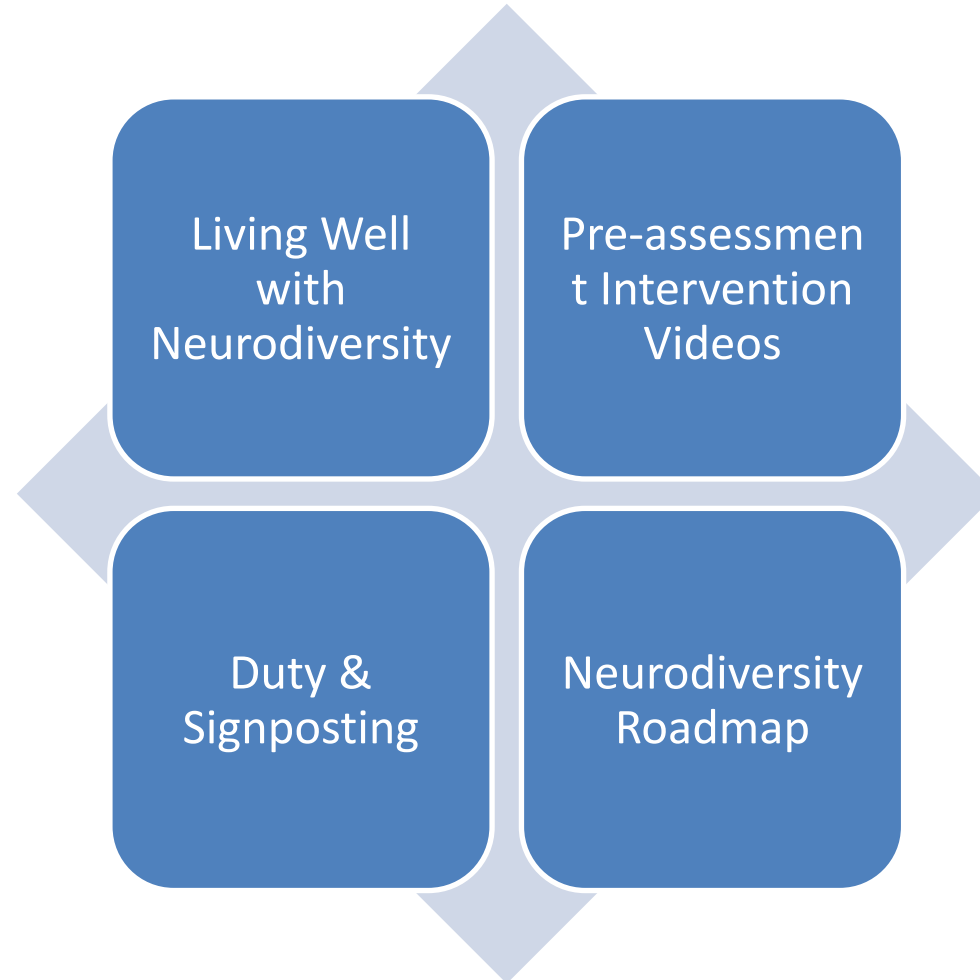 Living Well
with
Neurodiversity
Pre-assessmen
t Intervention
Videos
Duty &
Signposting
Neurodiversity
Roadmap